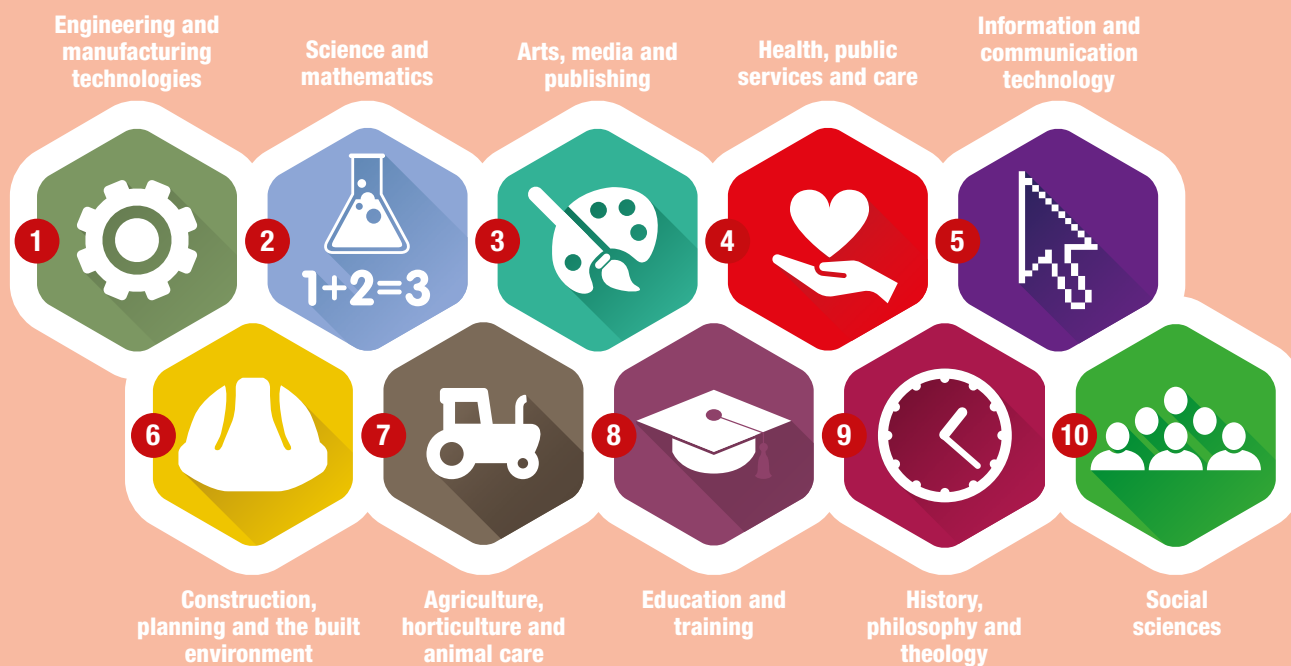 Engineering and
manufacturing
technologies
Science and
mathematics
Arts, media and
publishing
Health, public
services and care
Information and
communication
technology
1
2
1+2=3
3
4
5
6
7
8
9
10
Construction,
planning and the built
environment
Agriculture,
horticulture and
animal care
Education and
training
History,
philosophy and
theology
Social
sciences